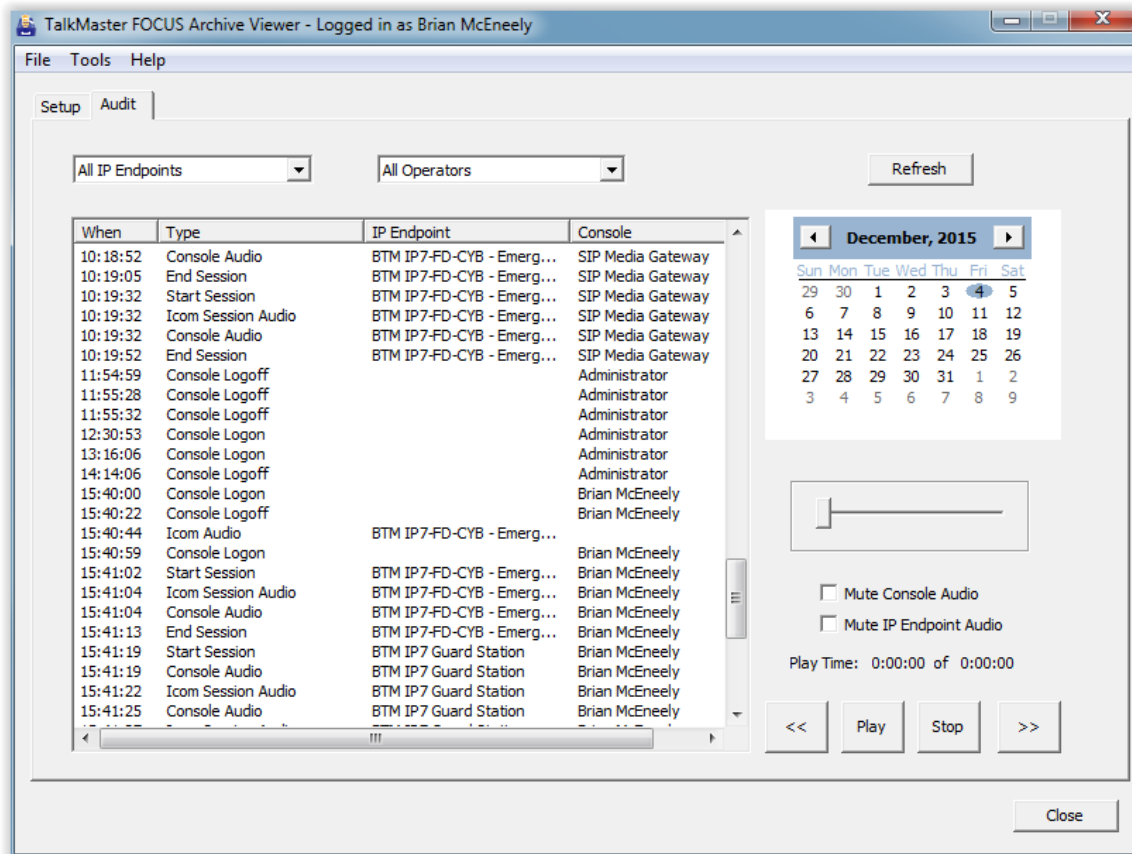 TalkMaster FOCUS Archive Viewer - Logged in as Brian McEneely
File Tools Help
Setup Audit
All IP Endpoints All Operators Refresh
When Type IP Endpoint Console
10:18:52 Console Audio BTM IP7-FD-CYB - Emerg... SIP Media Gateway
10:19:05 End Session BTM IP7-FD-CYB - Emerg... SIP Media Gateway
10:19:32 Start Session BTM IP7-FD-CYB - Emerg... SIP Media Gateway
10:19:32 Icom Session Audio BTM IP7-FD-CYB - Emerg... SIP Media Gateway
10:19:32 Console Audio BTM IP7-FD-CYB - Emerg... SIP Media Gateway
10:19:52 End Session BTM IP7-FD-CYB - Emerg... SIP Media Gateway
11:54:59 Console Logoff Administrator
11:55:28 Console Logoff Administrator
11:55:32 Console Logoff Administrator
12:30:53 Console Logon Administrator
13:16:06 Console Logon Administrator
14:14:06 Console Logoff Administrator
15:40:00 Console Logon Brian McEneely
15:40:22 Console Logoff Brian McEneely
15:40:44 Icom Audio BTM IP7-FD-CYB - Emerg...
15:40:59 Console Logon Brian McEneely
15:41:02 Start Session BTM IP7-FD-CYB - Emerg... Brian McEneely
15:41:04 Icom Session Audio BTM IP7-FD-CYB - Emerg... Brian McEneely
15:41:04 Console Audio BTM IP7-FD-CYB - Emerg... Brian McEneely
15:41:13 End Session BTM IP7-FD-CYB - Emerg... Brian McEneely
15:41:19 Start Session BTM IP7 Guard Station Brian McEneely
15:41:19 Console Audio BTM IP7 Guard Station Brian McEneely
15:41:22 Icom Session Audio BTM IP7 Guard Station Brian McEneely
15:41:25 Console Audio BTM IP7 Guard Station Brian McEneely
December, 2015
Sun Mon Tue Wed Thu Fri Sat
29 30 1 2 3 4 5
6 7 8 9 10 11 12
13 14 15 16 17 18 19
20 21 22 23 24 25 26
27 28 29 30 31 1 2
3 4 5 6 7 8 9
Mute Console Audio
Mute IP Endpoint Audio
Play Time: 0:00:00 of 0:00:00
<< Play Stop >>
Close